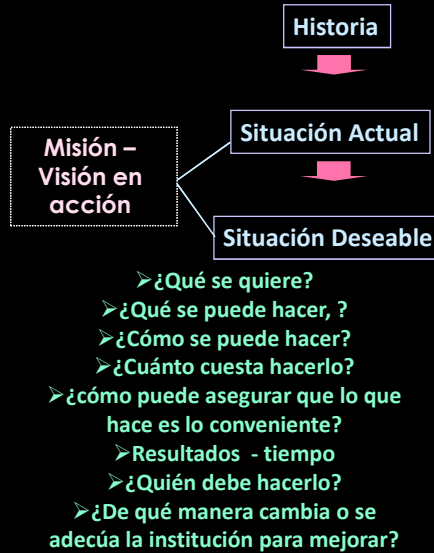 Historia
Situación Actual
Misión –
Visión en
acción
Situación Deseable
➢¿Qué se quiere?
➢¿Qué se puede hacer, ?
➢¿Cómo se puede hacer?
➢¿Cuánto cuesta hacerlo?
➢¿cómo puede asegurar que lo que
hace es lo conveniente?
➢Resultados - tiempo
➢¿Quién debe hacerlo?
➢¿De qué manera cambia o se
adecúa la institución para mejorar?